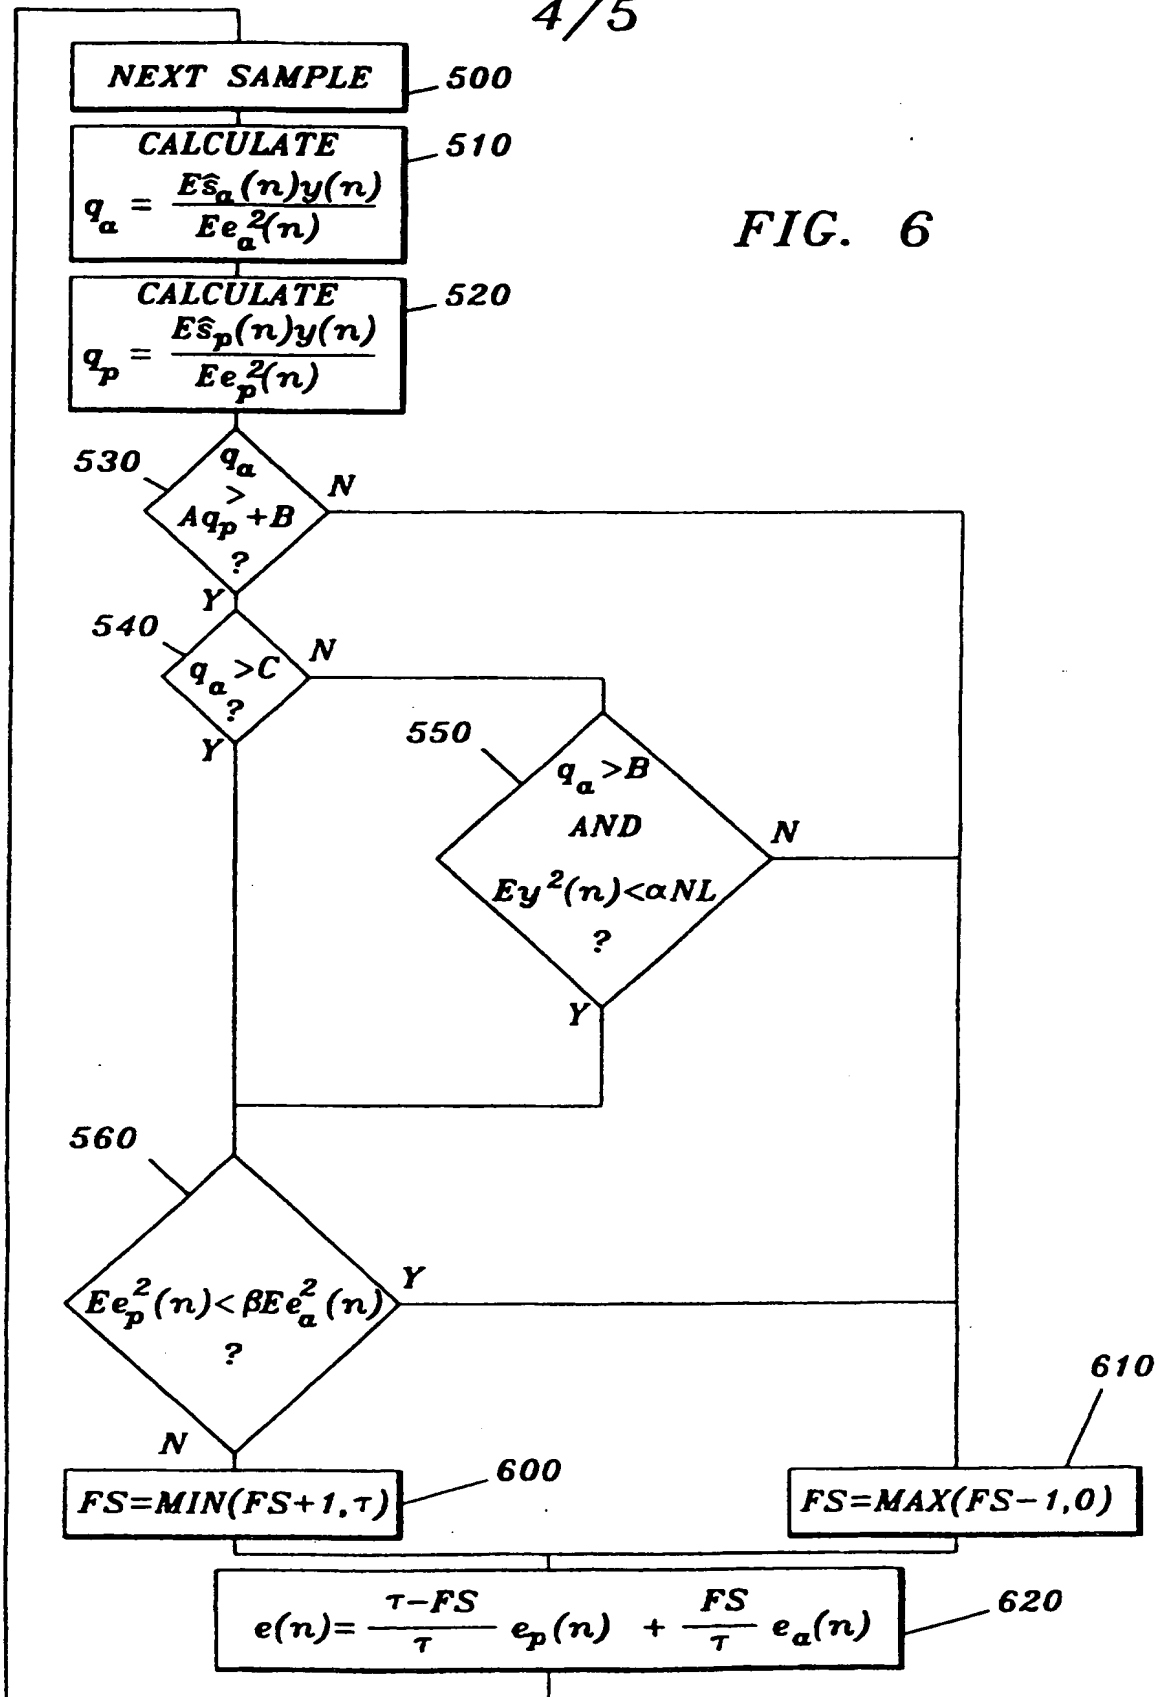 4/5
NEXT SAMPLE
500
CALCULATE
510
q_a = Eŝ_a(n)y(n) / Ee_a^2(n)
FIG. 6
CALCULATE
520
q_p = Eŝ_p(n)y(n) / Ee_p^2(n)
530
q_a
>
Aq_p+B
?
N
Y
540
q_a>C
?
N
Y
550
q_a>B
AND
Ey^2(n)<αNL
?
N
Y
560
Ee_p^2(n)<βEe_a^2(n)
?
Y
N
610
FS=MIN(FS+1,τ)
600
FS=MAX(FS-1,0)
e(n)= τ-FS / τ e_p(n) + FS / τ e_a(n)
620